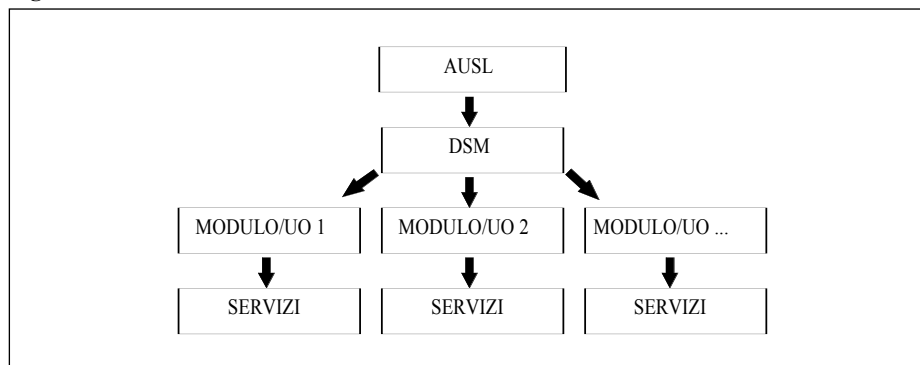 AUSL
DSM
MODULO/UO 1 MODULO/UO 2 MODULO/UO ...
SERVIZI SERVIZI SERVIZI